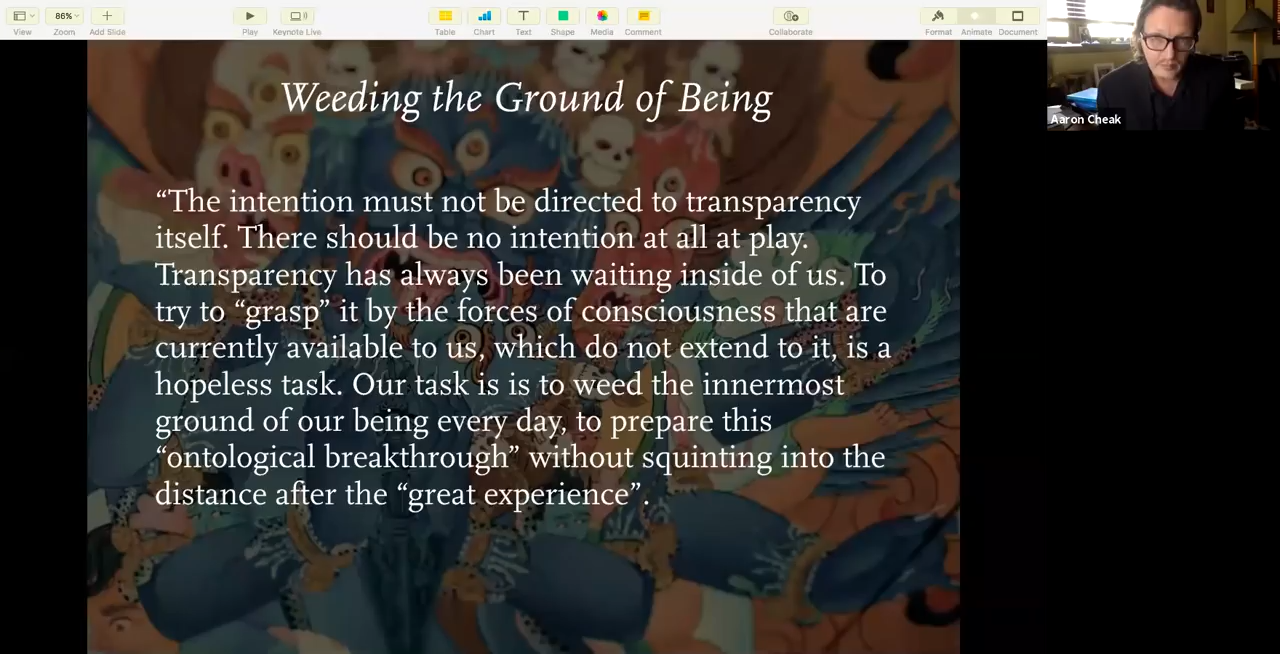 View
86%
Zoom
Add Slide
Play
Keynote Live
Table
Chart
Text
Shape
Media
Comment
Collaborate
Format
Animate
Document
Aaron Cheak
Weeding the Ground of Being
“The intention must not be directed to transparency
itself. There should be no intention at all at play.
Transparency has always been waiting inside of us. To
try to “grasp” it by the forces of consciousness that are
currently available to us, which do not extend to it, is a
hopeless task. Our task is is to weed the innermost
ground of our being every day, to prepare this
“ontological breakthrough” without squinting into the
distance after the “great experience”.